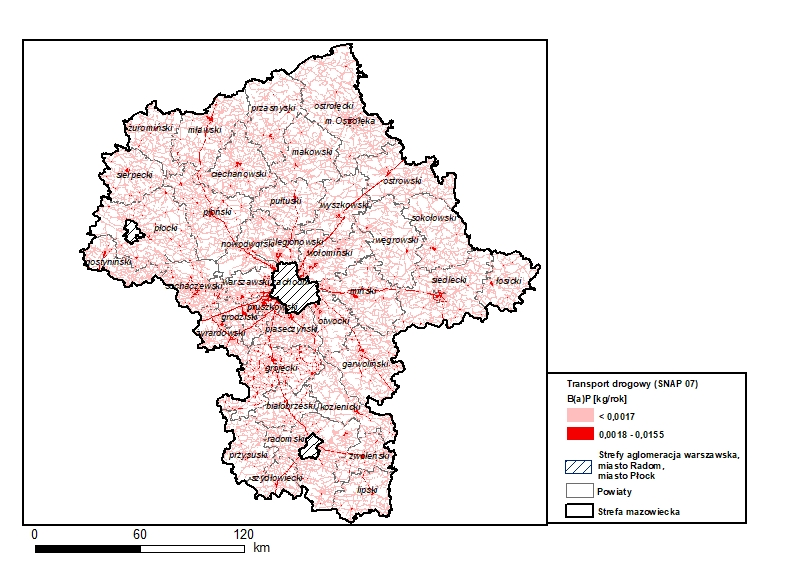 przasnyski
ostrołęcki
m.Ostrołęka
żuromiński
mławski
makowski
sierpecki
ciechanowski
ostrowski
pułtuski
wyszkowski
płoński
sokołowski
płocki
nowodworski
legionowski
węgrowski
wołomiński
gostyniński
sochaczewski
warszawski zachodni
siedlecki
łosicki
miński
pruszkowski
grodziski
otwocki
żyrardowski
piaseczyński
grójecki
garwoliński
białobrzeski
kozienicki
radomski
przysuski
zwoleński
szydłowiecki
lipski
Transport drogowy (SNAP 07)
B(a)P [kg/rok]
< 0,0017
0,0018 - 0,0155
Strefy aglomeracja warszawska,
miasto Radom,
miasto Płock
Powiaty
Strefa mazowiecka
0 60 120
km